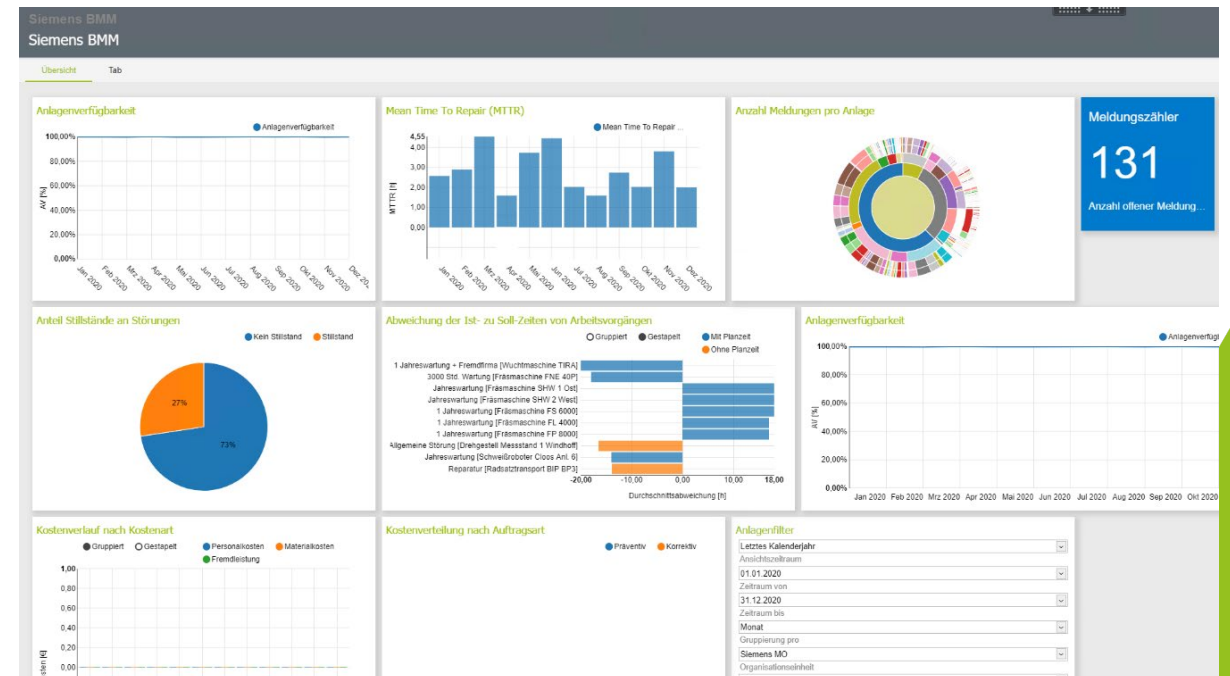 Siemens BMM
Siemens BMM
Übersicht Tab
Anlagenverfügbarkeit
Anlagenverfügbarkeit
100,00%
80,00%
60,00%
40,00%
20,00%
0,00%
AV [%]
Jan 2020 Feb 2020 Mrz 2020 Apr 2020 Mai 2020 Jun 2020 Jul 2020 Aug 2020 Sep 2020 Okt 2020 Nov 2020 Dez 20..
Mean Time To Repair (MTTR)
Mean Time To Repair ...
4,55
4,00
3,00
2,00
1,00
0,00
MTTR [h]
Jan 2020 Feb 2020 Mrz 2020 Apr 2020 Mai 2020 Jun 2020 Jul 2020 Aug 2020 Sep 2020 Okt 2020 Nov 2020 Dez 2020
Anzahl Meldungen pro Anlage
Meldungszähler
131
Anzahl offener Meldung...
Anteil Stillstände an Störungen
Kein Stillstand Stillstand
27%
73%
Abweichung der Ist- zu Soll-Zeiten von Arbeitsvorgängen
Gruppiert Gestapelt Mit Planzeit
Ohne Planzeit
1 Jahreswartung + Fremdfirma [Wuchtmaschine TIRA]
3000 Std. Wartung [Fräsmaschine FNE 40P]
Jahreswartung [Fräsmaschine SHW 1 Ost]
Jahreswartung [Fräsmaschine SHW 2 West]
1 Jahreswartung [Fräsmaschine FS 6000]
1 Jahreswartung [Fräsmaschine FL 4000]
1 Jahreswartung [Fräsmaschine FP 8000]
Allgemeine Störung [Drehgestell Messstand 1 Windhoff]
Jahreswartung [Schweißroboter Cloos Anl. 6]
Reparatur [Radsatztransport BIP BP3]
-20,00 -10,00 0,00 10,00 18,00
Durchschnittsabweichung [h]
Anlagenverfügbarkeit
Anlagenverfügl
100,00%
80,00%
60,00%
40,00%
20,00%
0,00%
AV [%]
Jan 2020 Feb 2020 Mrz 2020 Apr 2020 Mai 2020 Jun 2020 Jul 2020 Aug 2020 Sep 2020 Okt 2020
Kostenverlauf nach Kostenart
Gruppiert Gestapelt Personalkosten Materialkosten
Fremdleistung
1,00
0,80
0,60
0,40
0,20
0,00
sten [€]
Kostenverteilung nach Auftragsart
Präventiv Korrektiv
Anlagenfilter
Letztes Kalenderjahr
Ansichtszeitraum
01.01.2020
Zeitraum von
31.12.2020
Zeitraum bis
Monat
Gruppierung pro
Siemens MO
Organisationseinheit